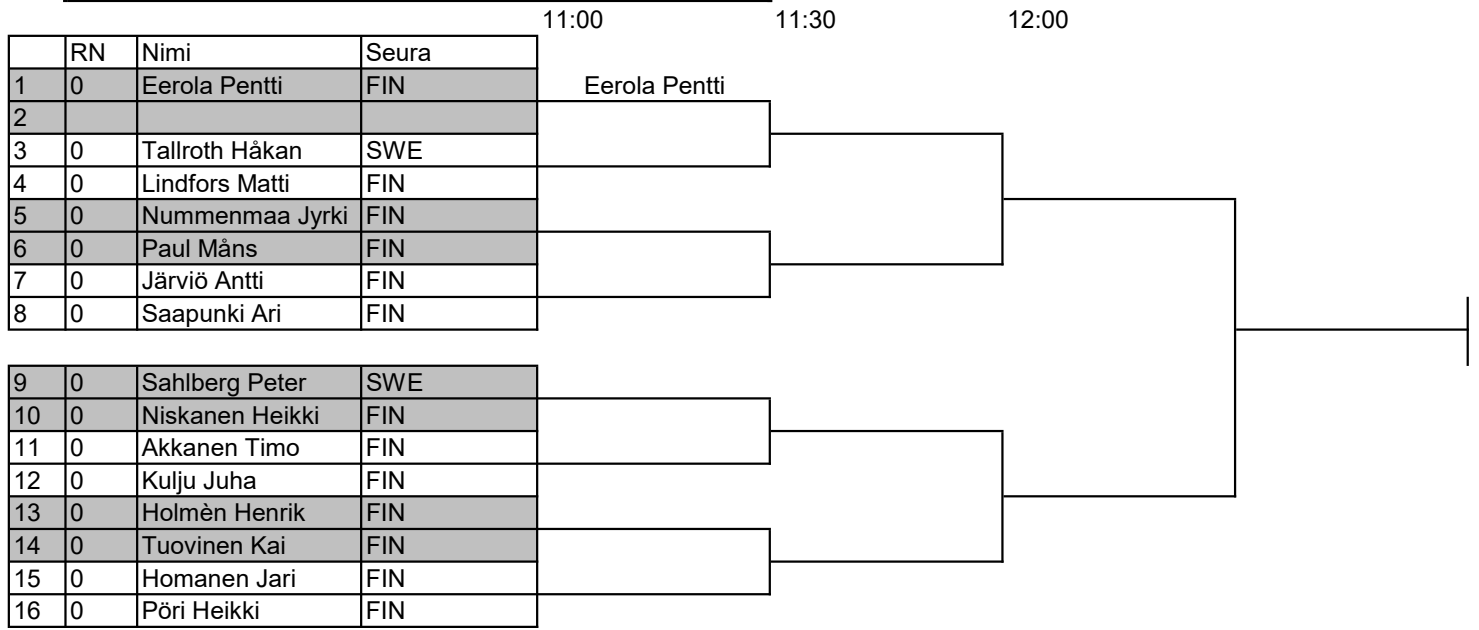 11:00 11:30 12:00
RN Nimi Seura
1 0 Eerola Pentti FIN Eerola Pentti
2
3 0 Tallroth Håkan SWE
4 0 Lindfors Matti FIN
5 0 Nummenmaa Jyrki FIN
6 0 Paul Måns FIN
7 0 Järviö Antti FIN
8 0 Saapunki Ari FIN
9 0 Sahlberg Peter SWE
10 0 Niskanen Heikki FIN
11 0 Akkanen Timo FIN
12 0 Kulju Juha FIN
13 0 Holmèn Henrik FIN
14 0 Tuovinen Kai FIN
15 0 Homanen Jari FIN
16 0 Pöri Heikki FIN